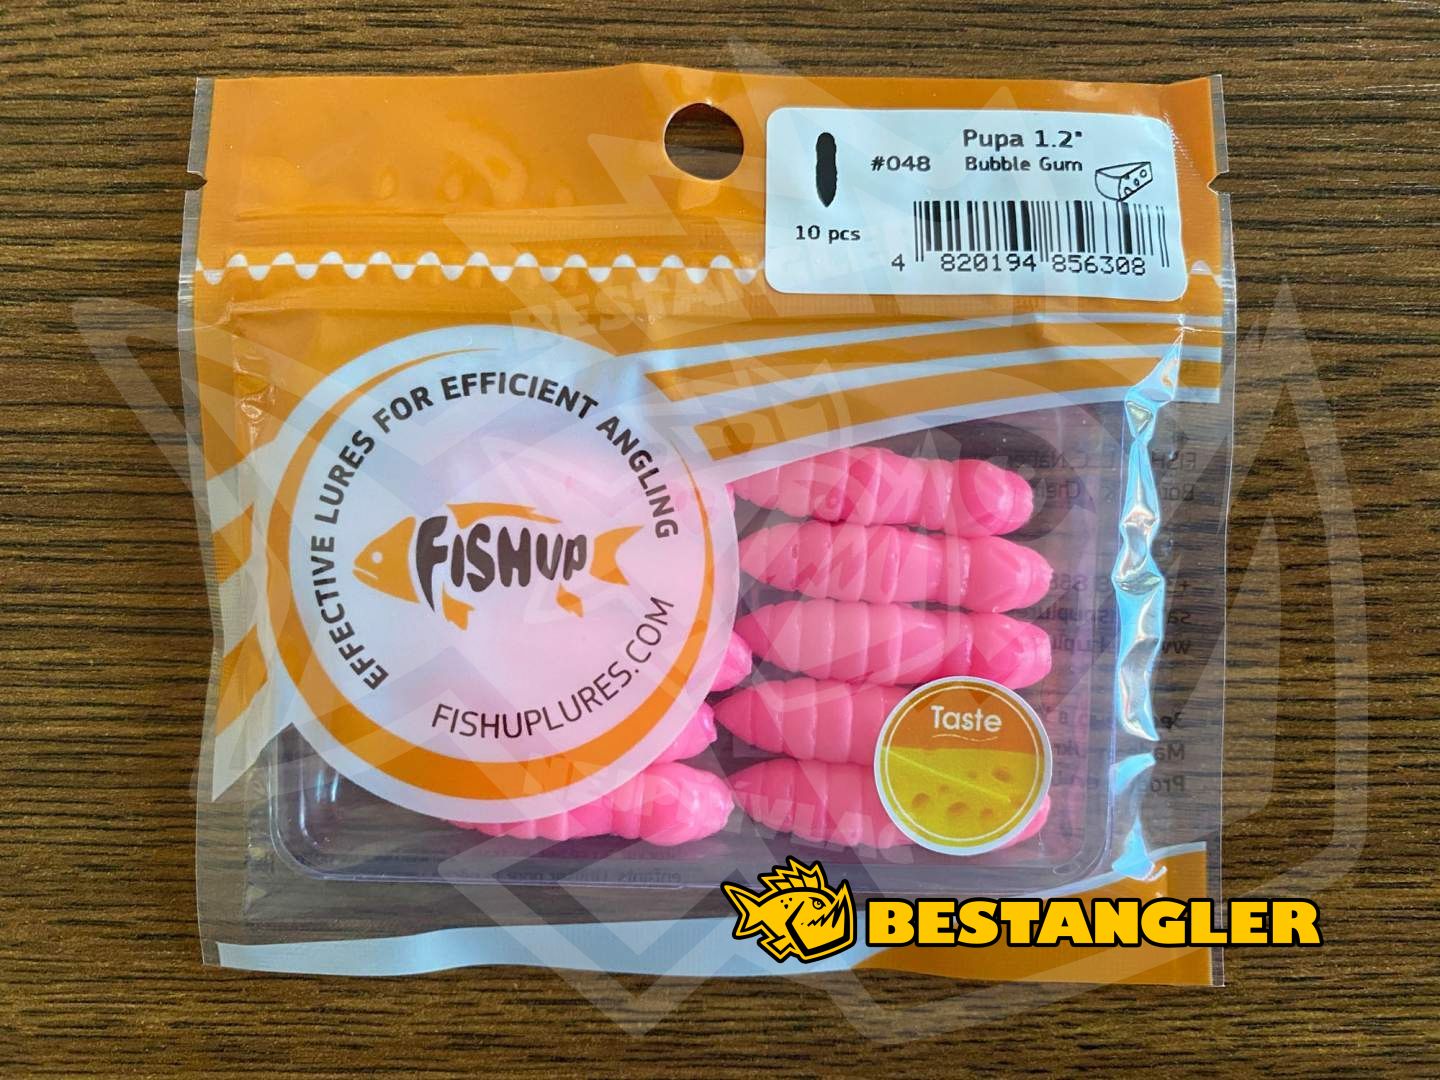 Pupa 1.2"
#048 Bubble Gum
10 pcs
4 820194 856308
EFFECTIVE LURES FOR EFFICIENT ANGLING
FISHUP
FISHUPLURES.COM
Taste
BESTANGLER